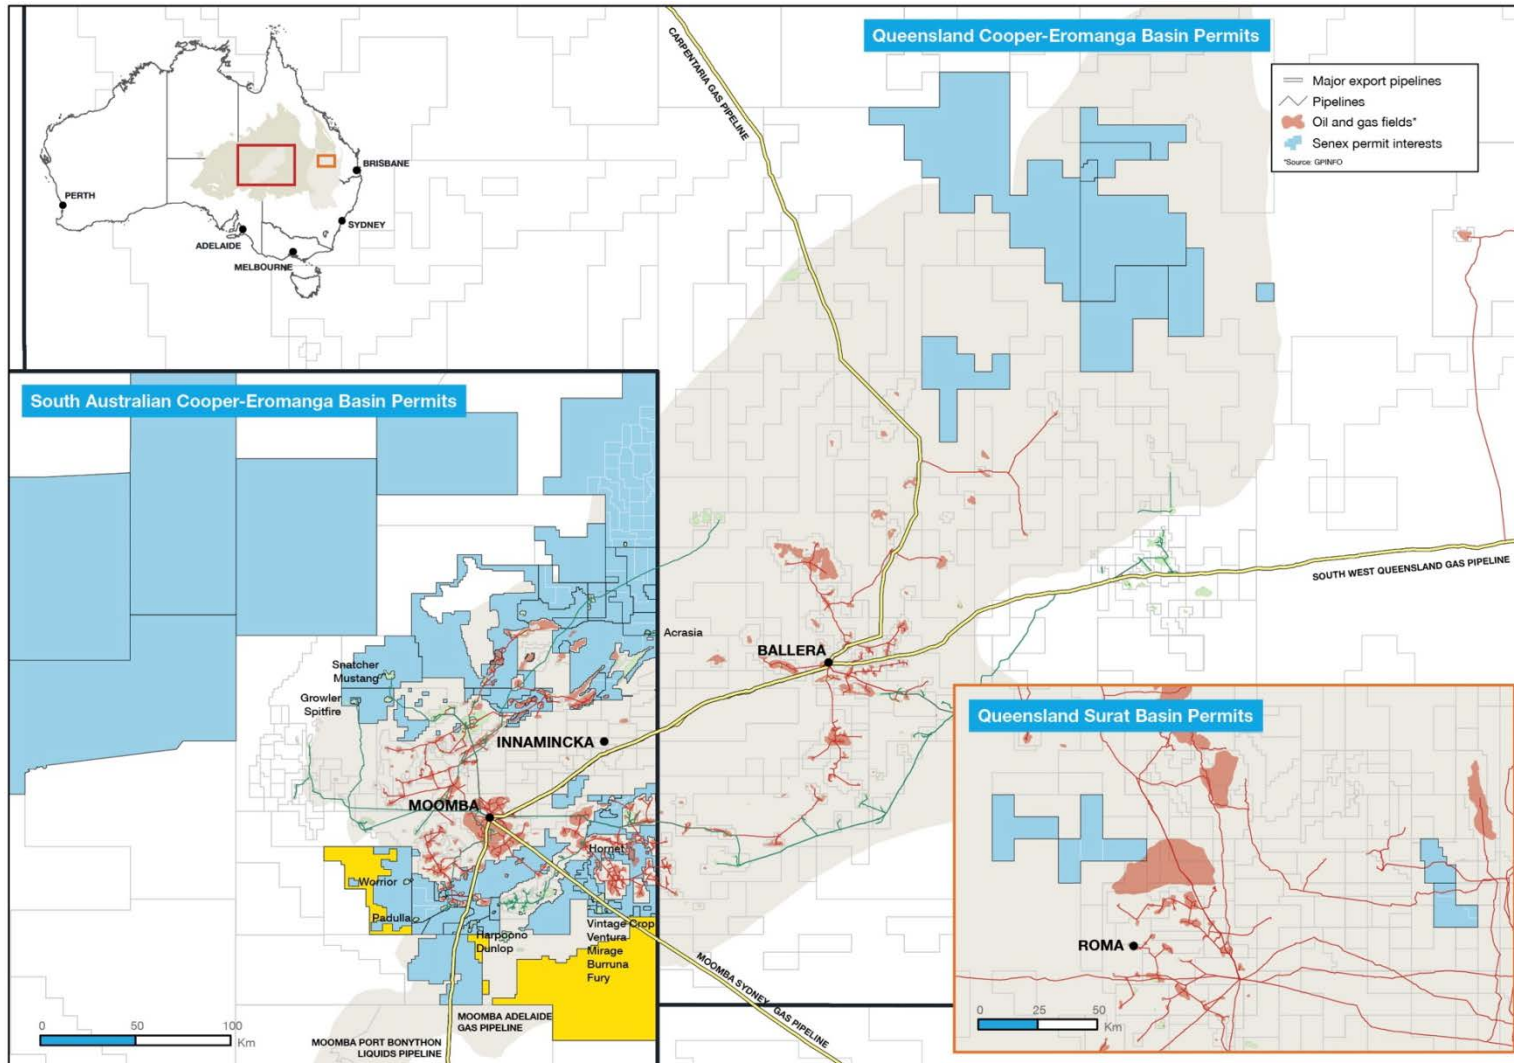 Queensland Cooper-Eromanga Basin Permits
Major export pipelines
Pipelines
Oil and gas fields*
Senex permit interests
*Source: GPINFO
CARPENTARIA GAS PIPELINE
PERTH
BRISBANE
SYDNEY
ADELAIDE
MELBOURNE
South Australian Cooper-Eromanga Basin Permits
SOUTH WEST QUEENSLAND GAS PIPELINE
Acrasia
BALLERA
Snatcher
Mustang
Growler
Spitfire
INNAMINCKA
MOOMBA
Hornet
Worrior
Padulla
Harpoono
Dunlop
Vintage Crop
Ventura
Mirage
Burruna
Fury
MOOMBA SYDNEY GAS PIPELINE
MOOMBA ADELAIDE
GAS PIPELINE
MOOMBA PORT BONYTHON
LIQUIDS PIPELINE
0 50 100
Km
Queensland Surat Basin Permits
ROMA
0 25 50
Km